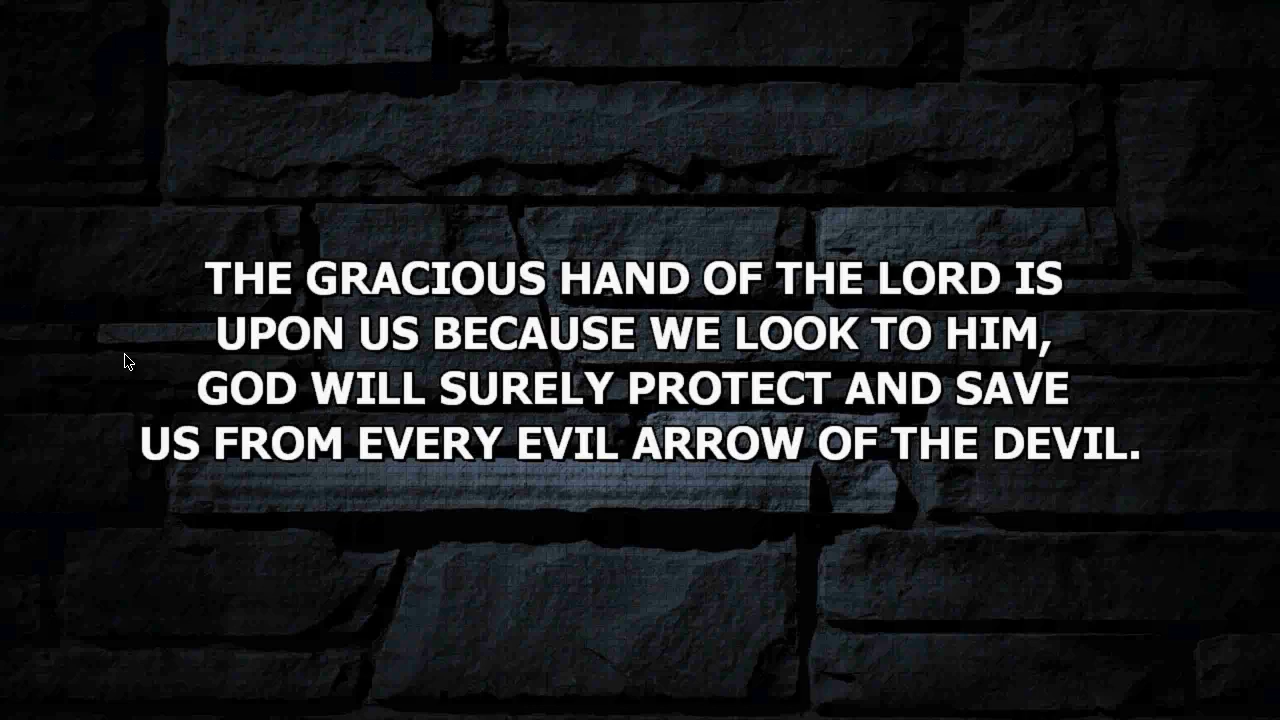 THE GRACIOUS HAND OF THE LORD IS
UPON US BECAUSE WE LOOK TO HIM,
GOD WILL SURELY PROTECT AND SAVE
US FROM EVERY EVIL ARROW OF THE DEVIL.